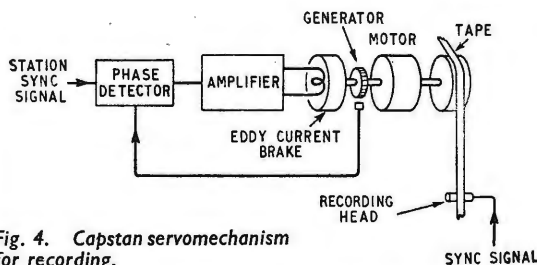 GENERATOR
MOTOR
TAPE
STATION
SYNC
SIGNAL
PHASE
DETECTOR
AMPLIFIER
EDDY CURRENT
BRAKE
RECORDING
HEAD
SYNC SIGNAL
Fig. 4. Capstan servomechanism
for recording.